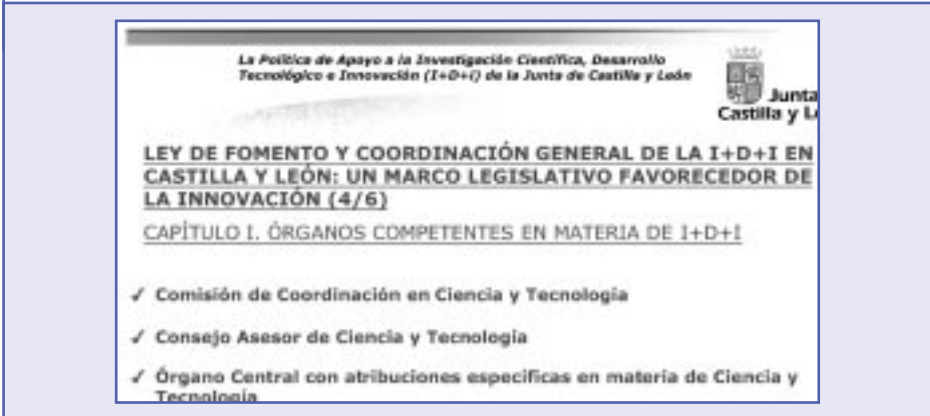 La Política de Apoyo a la Investigación Científica, Desarrollo
Tecnológico e Innovación (I+D+i) de la Junta de Castilla y León
Junta
Castilla y L
LEY DE FOMENTO Y COORDINACIÓN GENERAL DE LA I+D+I EN
CASTILLA Y LEÓN: UN MARCO LEGISLATIVO FAVORECEDOR DE
LA INNOVACIÓN (4/6)
CAPÍTULO I. ÓRGANOS COMPETENTES EN MATERIA DE I+D+I
✓ Comisión de Coordinación en Ciencia y Tecnología
✓ Consejo Asesor de Ciencia y Tecnología
✓ Órgano Central con atribuciones especificas en materia de Ciencia y
Tecnología